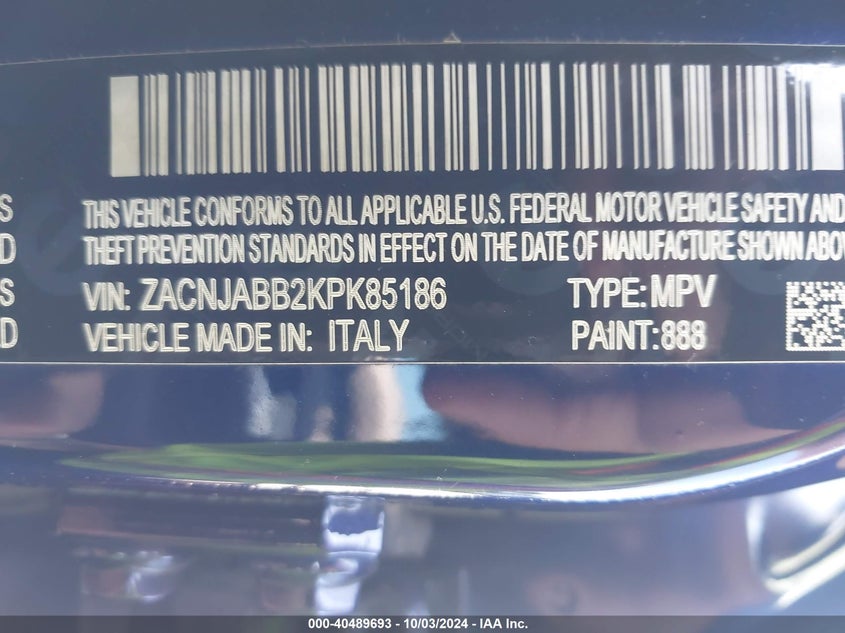 S THIS VEHICLE CONFORMS TO ALL APPLICABLE U.S. FEDERAL MOTOR VEHICLE SAFETY AND
D THEFT PREVENTION STANDARDS IN EFFECT ON THE DATE OF MANUFACTURE SHOWN ABOV
S VIN: ZACNJABB2KPK85186 TYPE: MPV
D VEHICLE MADE IN: ITALY PAINT: 888
000-40489693 - 10/03/2024 - IAA Inc.